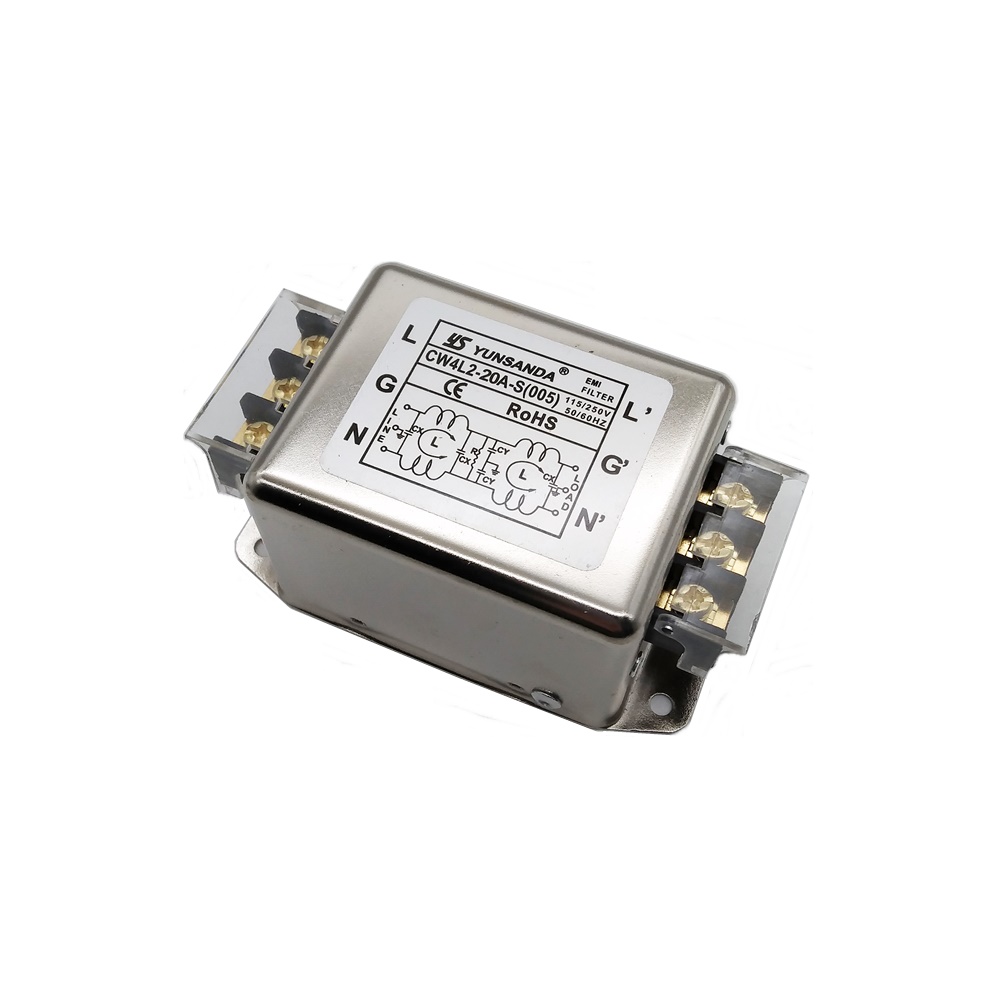 YS YUNSANDA®
CW4L2-20A-S(005)
EMI
FILTER
115/250V
50/60HZ
CE RoHS
L
G
N
L'
G'
N'
LINE
CX
L
R
CX
CY
CY
L
CX
LOAD